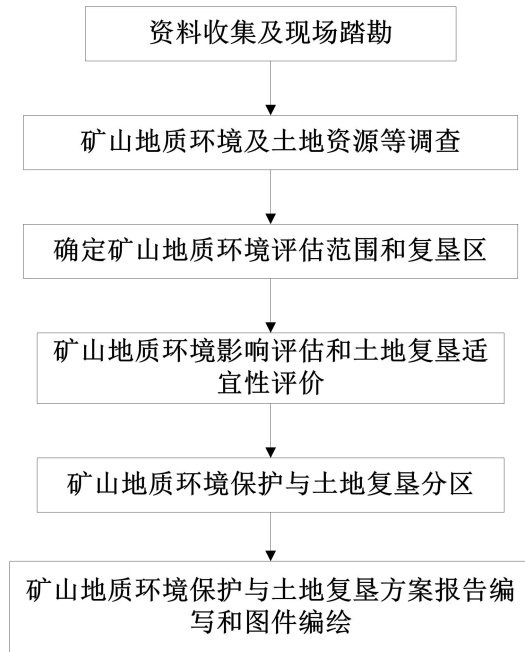 资料收集及现场踏勘
矿山地质环境及土地资源等调查
确定矿山地质环境评估范围和复垦区
矿山地质环境影响评估和土地复垦适
宜性评价
矿山地质环境保护与土地复垦分区
矿山地质环境保护与土地复垦方案报告编
写和图件编绘